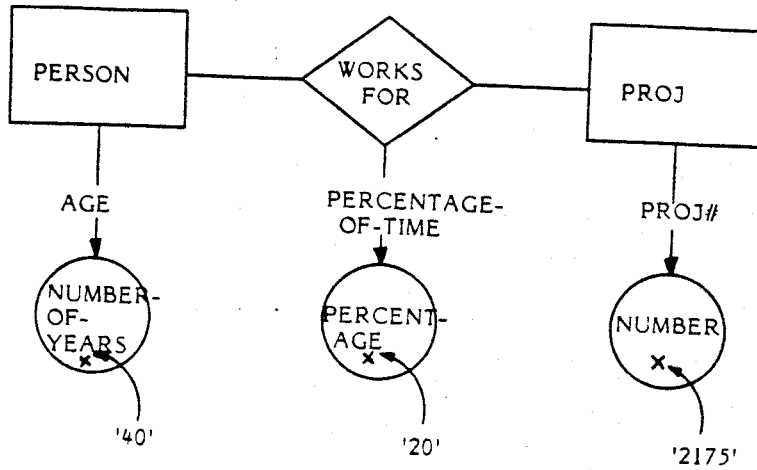 PERSON
WORKS
FOR
PROJ
AGE
PERCENTAGE-
OF-TIME
PROJ#
NUMBER-
OF-
YEARS
PERCENT-
AGE
NUMBER
'40'
'20'
'2175'